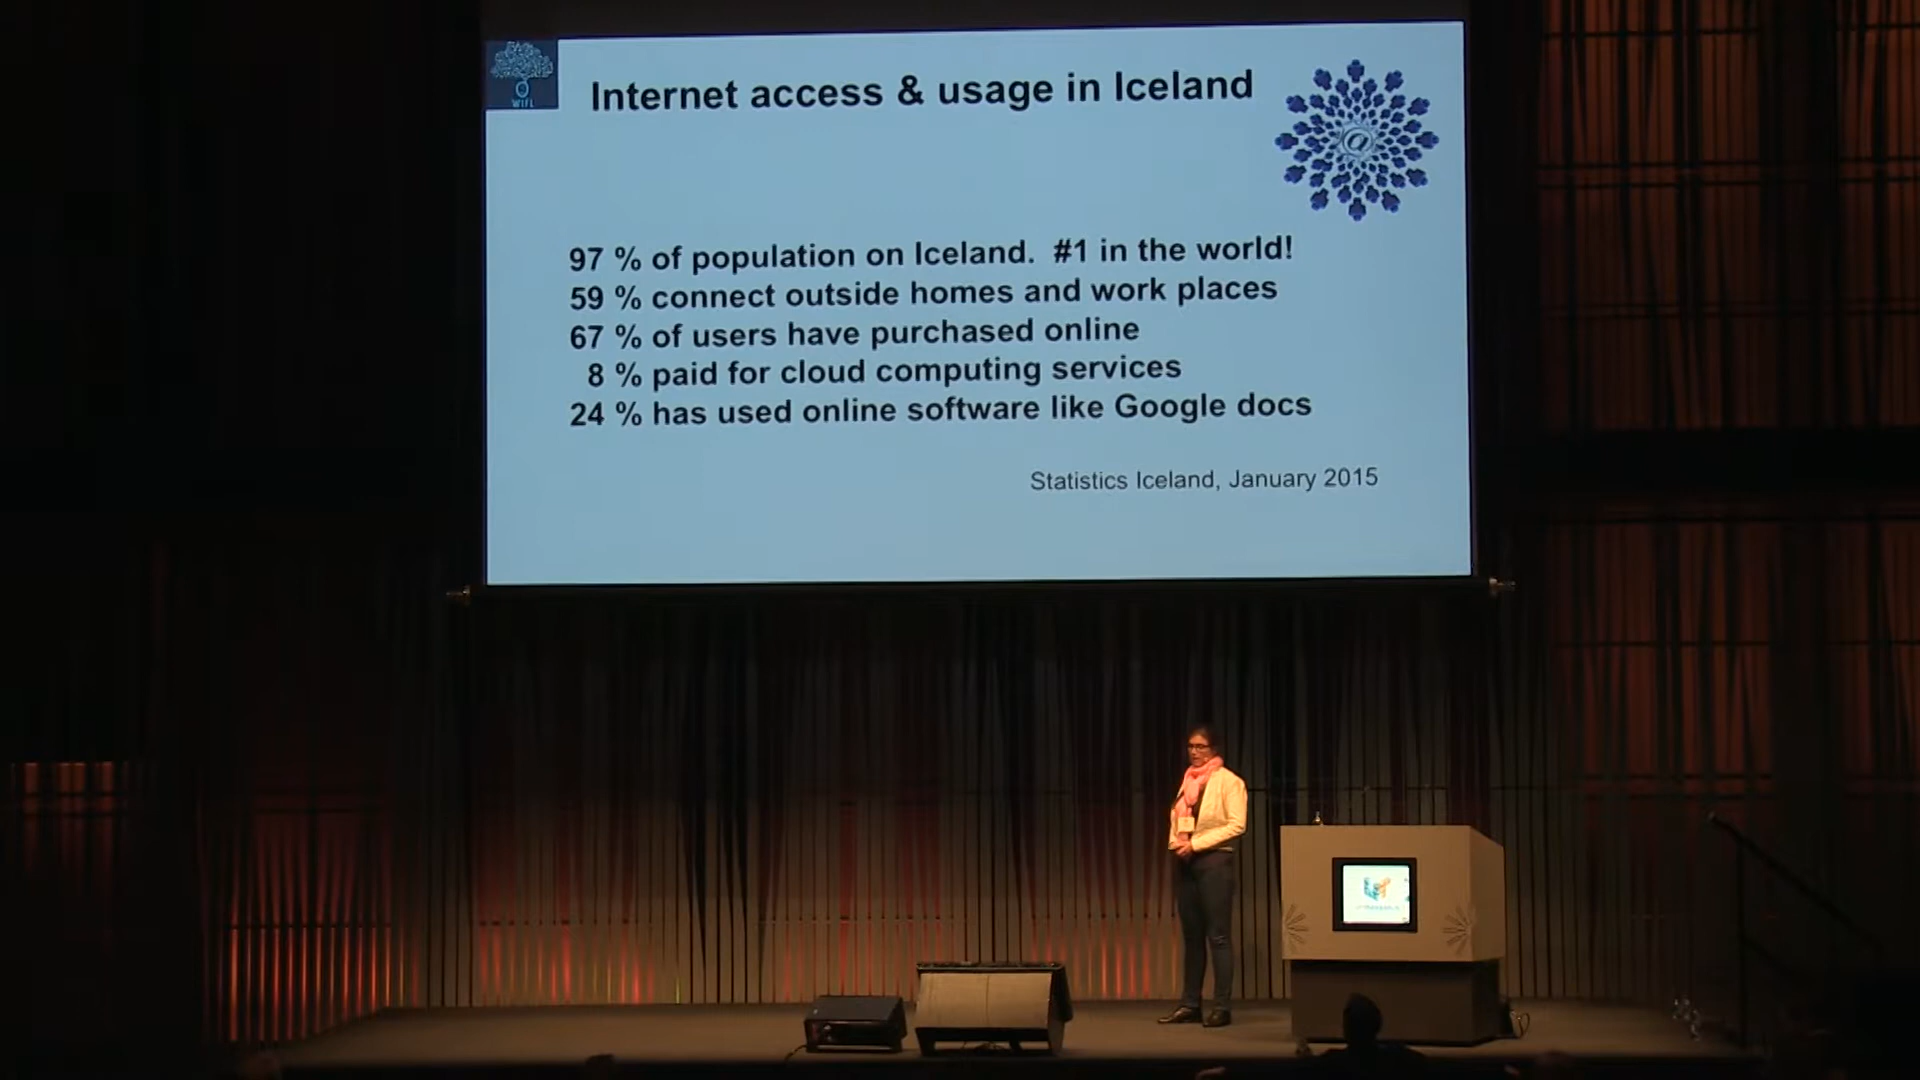 WIFL
Internet access & usage in Iceland
@
97 % of population on Iceland.  #1 in the world!
59 % connect outside homes and work places
67 % of users have purchased online
8 % paid for cloud computing services
24 % has used online software like Google docs
Statistics Iceland, January 2015